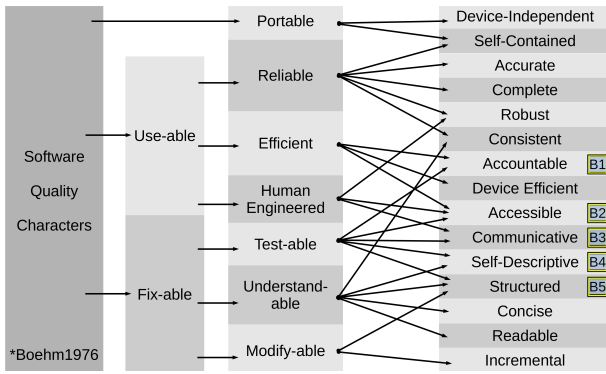 Software
Quality
Characters
*Boehm1976
Use-able
Fix-able
Portable
Reliable
Efficient
Human
Engineered
Test-able
Understand-
able
Modify-able
Device-Independent
Self-Contained
Accurate
Complete
Robust
Consistent
Accountable B1
Device Efficient
Accessible B2
Communicative B3
Self-Descriptive B4
Structured B5
Concise
Readable
Incremental